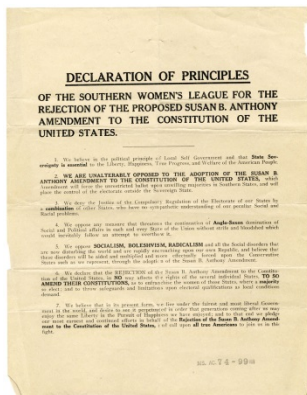 DECLARATION OF PRINCIPLES
OF THE SOUTHERN WOMEN'S LEAGUE FOR THE
REJECTION OF THE PROPOSED SUSAN B. ANTHONY
AMENDMENT TO THE CONSTITUTION OF THE
UNITED STATES.
1. We believe in the political principle of Local Self Government and that State Sov-
ereignty is essential to the Liberty, Happiness, True Progress, and Welfare of the American People.
2. WE ARE UNALTERABLY OPPOSED TO THE ADOPTION OF THE SUSAN B.
ANTHONY AMENDMENT TO THE CONSTITUTION OF THE UNITED STATES, which
Amendment will force the unrestricted ballot upon unwilling majorities in Southern States, and will
place the control of the electorate outside the Sovereign State.
3. We deny the Justice of the Compulsory Regulation of the Electorate of our States by
a combination of other States, who have no sympathetic understanding of our peculiar Social and
Racial problems.
4. We oppose any measure that threatens the continuation of Anglo-Saxon domination of
Social and Political affairs in each and every State of the Union without strife and bloodshed which
would inevitably follow an attempt to overthrow it.
5. We oppose SOCIALISM, BOLSHEVISM, RADICALISM and all the Social disorders that
are now disturbing the world and are rapidly encroaching upon our own Republic, and believe that
these disorders will be aided and multiplied and more effectually forced upon the Conservative
States such as we represent, through the adoption of the Susan B. Anthony Amendment.
6. We declare that the REJECTION of the Susan B. Anthony Amendment to the Constitu-
tion of the United States, in NO way affects the rights of the several individual States TO SO
AMEND THEIR CONSTITUTIONS, as to enfranchise the women of those States, where a majority
so elect; and to throw safeguards and limitations upon electoral qualifications as local conditions
demand.
7. We believe that in its present form, we live under the fairest and most liberal Govern-
ment in the world, and desire to see it preserved in order that generations coming after us may
enjoy the same Liberty in the Pursuit of Happiness we have enjoyed; and to that end we pledge
our most earnest and continued efforts in behalf of the Rejection of the Susan B. Anthony Amend-
ment to the Constitution of the United States, and call upon all true Americans to join us in the
fight.
74-99